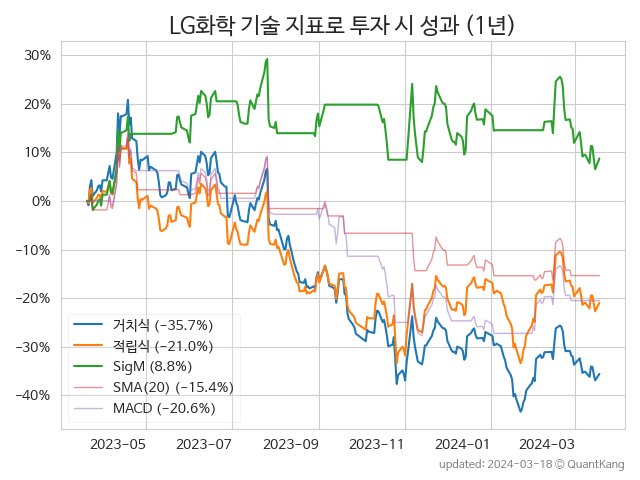 LG화학 기술 지표로 투자 시 성과 (1년)
30%
20%
10%
0%
−10%
−20%
−30%
−40%
거치식 (−35.7%)
적립식 (−21.0%)
SigM (8.8%)
SMA(20) (−15.4%)
MACD (−20.6%)
2023-05 2023-07 2023-09 2023-11 2024-01 2024-03
updated: 2024-03-18 © QuantKang